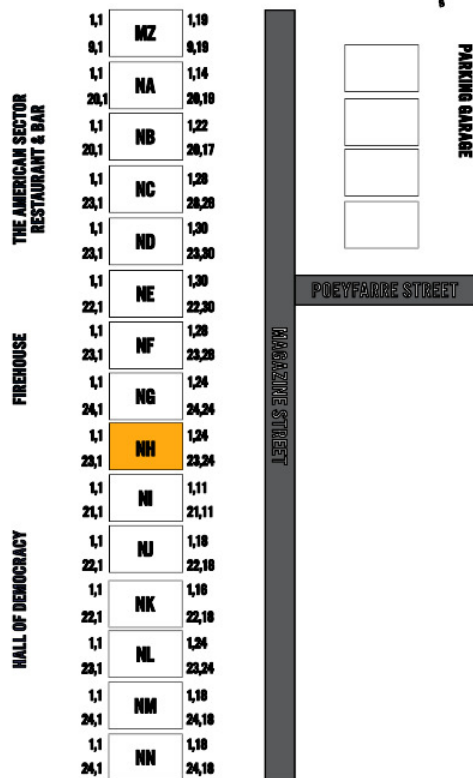 1,1 1,19
MZ
9,1 9,19
1,1 1,14
NA
20,1 20,19
1,1 1,22
NB
20,1 20,17
1,1 1,28
NC
23,1 28,28
1,1 1,30
ND
23,1 23,30
1,1 1,30
NE
22,1 22,30
1,1 1,28
NF
23,1 23,28
1,1 1,24
NG
24,1 24,24
1,1 1,24
NH
23,1 23,24
1,1 1,11
NI
21,1 21,11
1,1 1,18
NJ
22,1 22,18
1,1 1,16
NK
22,1 22,18
1,1 1,24
NL
23,1 23,24
1,1 1,18
NM
24,1 24,18
1,1 1,18
NN
24,1 24,18
THE AMERICAN SECTOR
RESTAURANT & BAR
FIREHOUSE
HALL OF DEMOCRACY
MAGAZINE STREET
POEYFARRE STREET
PARKING GARAGE